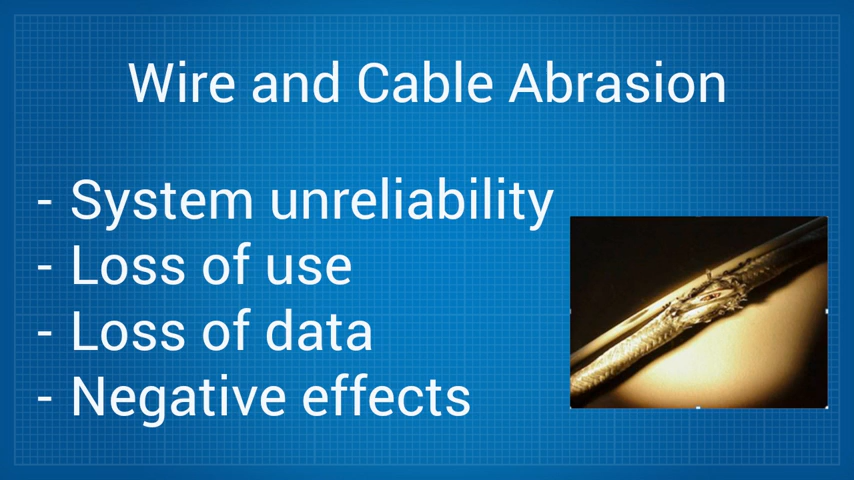 Wire and Cable Abrasion
- System unreliability
- Loss of use
- Loss of data
- Negative effects